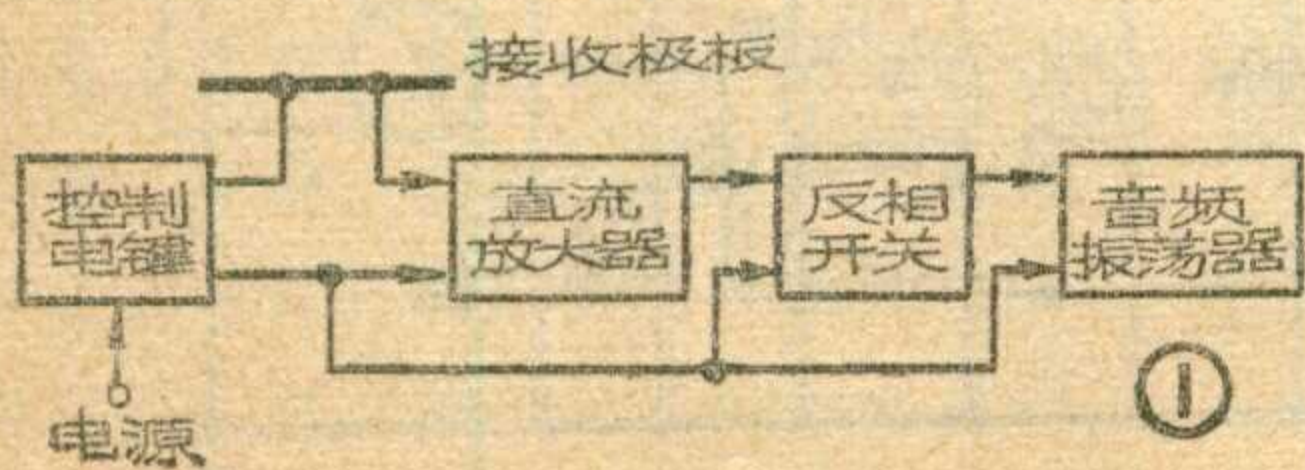 接收极板
控制
电键
直流
放大器
反相
开关
音频
振荡器
电源
①